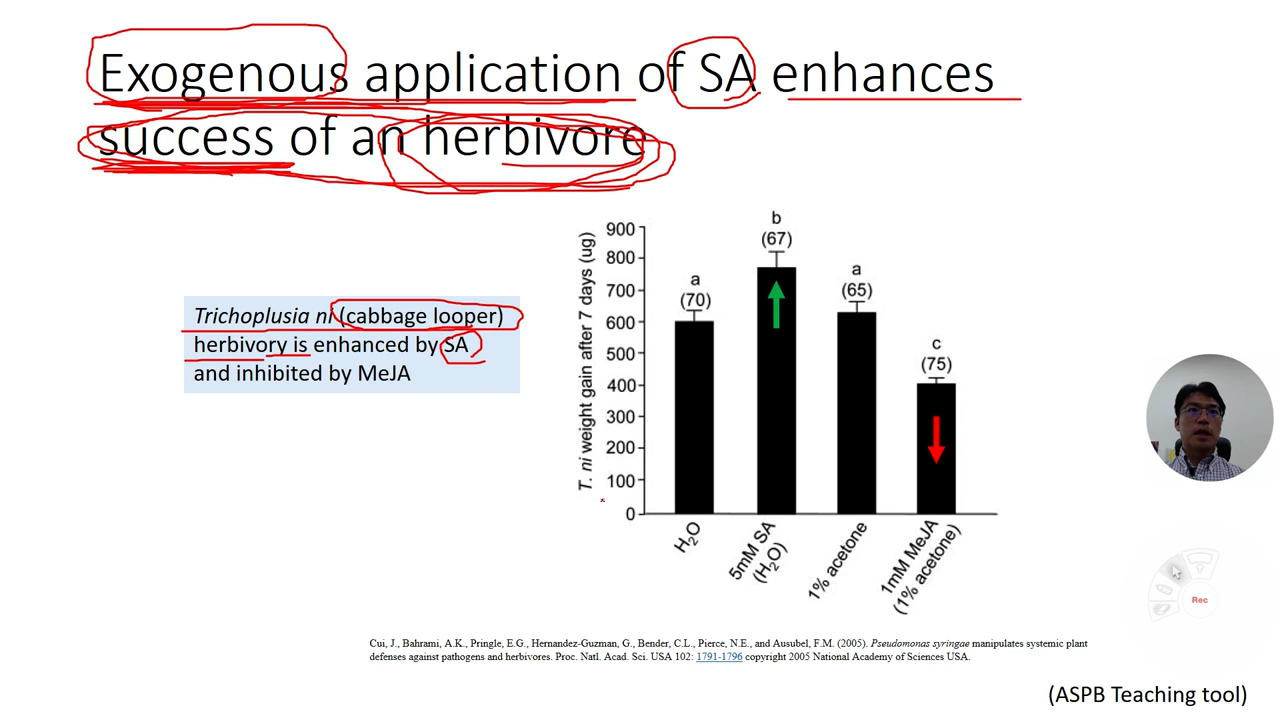 Exogenous application of SA enhances
success of an herbivore
Trichoplusia ni (cabbage looper)
herbivory is enhanced by SA
and inhibited by MeJA
T. ni weight gain after 7 days (ug)
900
800
700
600
500
400
300
200
100
0
a
(70)
b
(67)
a
(65)
c
(75)
H₂O
5mM SA
(H₂O)
1% acetone
1mM MeJA
(1% acetone)
Rec
Cui, J., Bahrami, A.K., Pringle, E.G., Hernandez-Guzman, G., Bender, C.L., Pierce, N.E., and Ausubel, F.M. (2005). Pseudomonas syringae manipulates systemic plant
defenses against pathogens and herbivores. Proc. Natl. Acad. Sci. USA 102: 1791-1796 copyright 2005 National Academy of Sciences USA.
(ASPB Teaching tool)